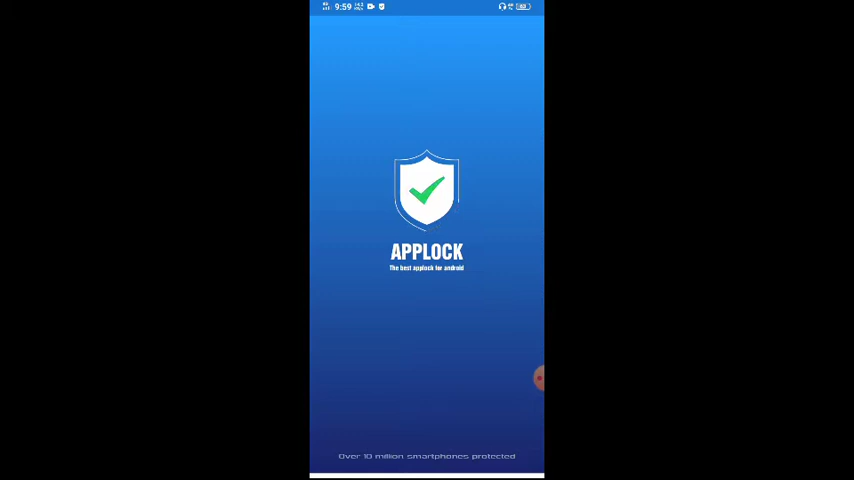 9:59
APPLOCK
The best applock for android
Over 10 million smartphones protected